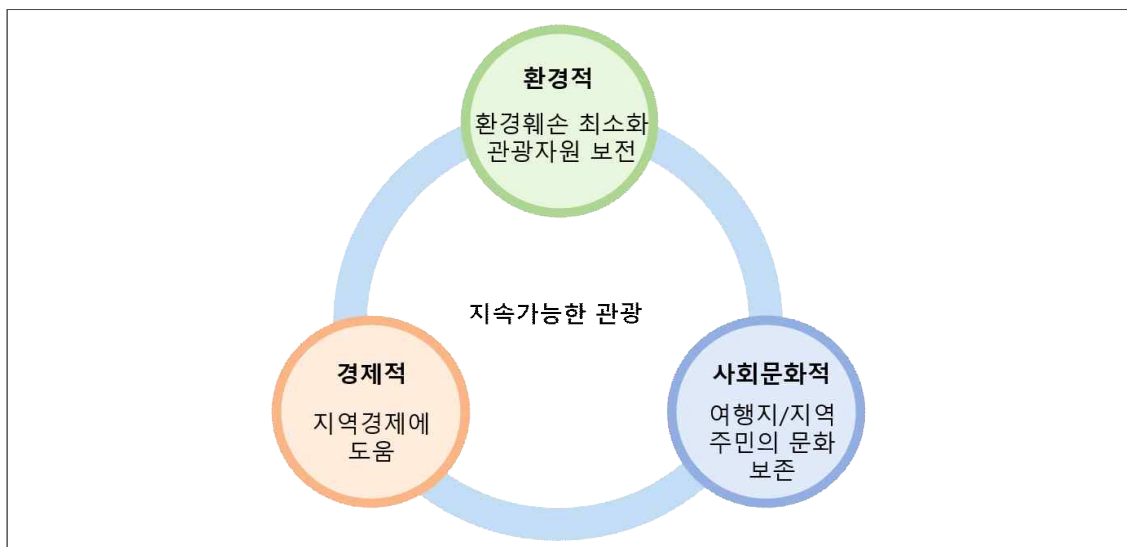 환경적
환경훼손 최소화
관광자원 보전
지속가능한 관광
경제적
지역경제에
도움
사회문화적
여행지/지역
주민의 문화
보존